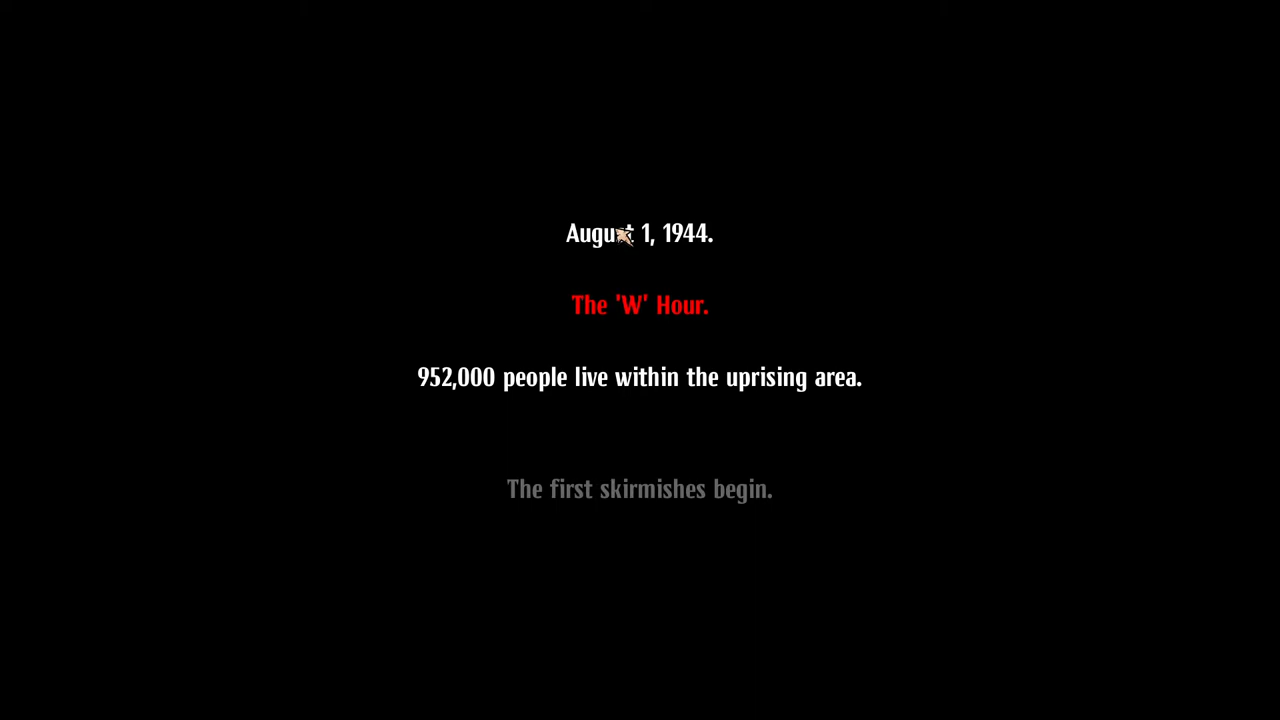 August 1, 1944.
The 'W' Hour.
952,000 people live within the uprising area.
The first skirmishes begin.